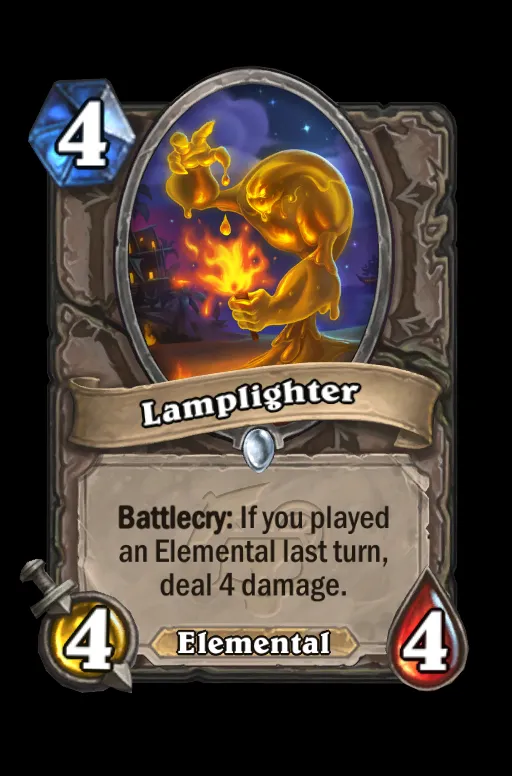 4
Lamplighter
Battlecry: If you played
an Elemental last turn,
deal 4 damage.
4
Elemental
4